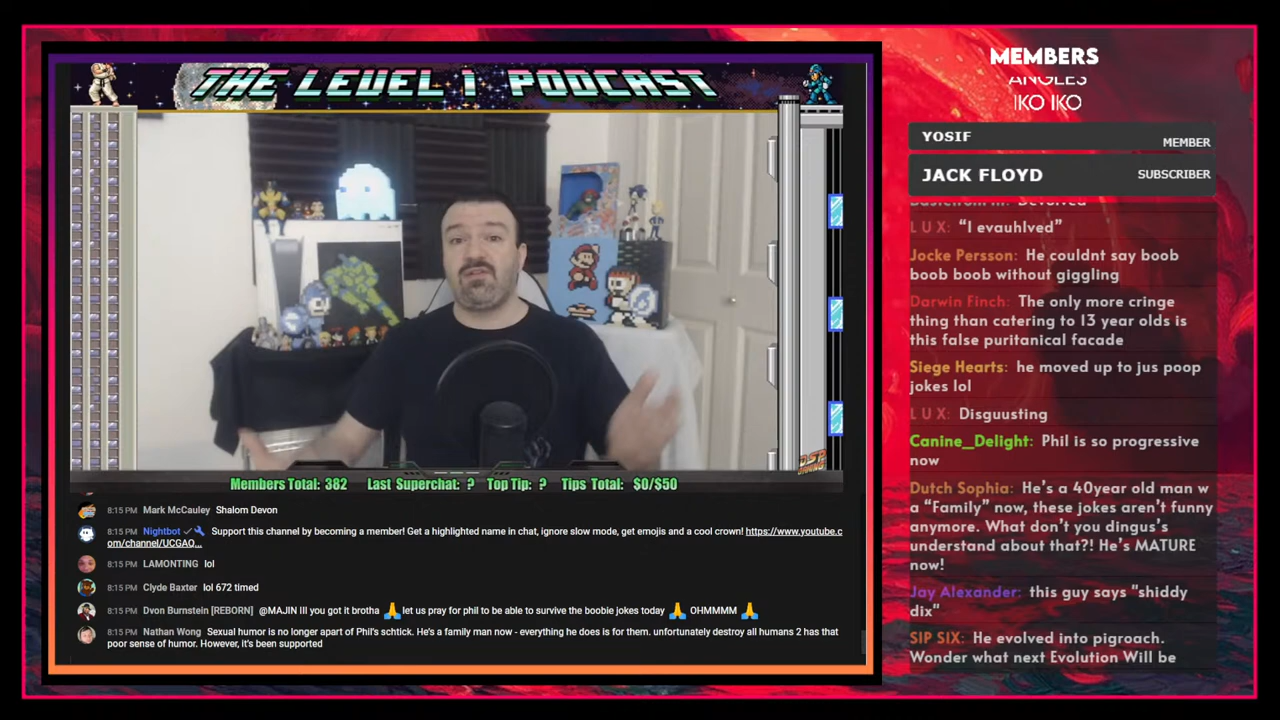 THE LEVEL 1 PODCAST
DSP
GAMING
Members Total: 382 Last Superchat: ? Top Tip: ? Tips Total: $0/$50
8:15 PM Mark McCauley Shalom Devon
8:15 PM Nightbot Support this channel by becoming a member! Get a highlighted name in chat, ignore slow mode, get emojis and a cool crown! https://www.youtube.c
om/channel/UCGAQ...
8:15 PM LAMONTING lol
8:15 PM Clyde Baxter lol 672 timed
8:15 PM Dvon Burnstein [REBORN] @MAJIN III you got it brotha 🙏 let us pray for phil to be able to survive the boobie jokes today 🙏 OHMMMM 🙏
8:15 PM Nathan Wong Sexual humor is no longer apart of Phil's schtick. He's a family man now - everything he does is for them. unfortunately destroy all humans 2 has that
poor sense of humor. However, it's been supported
MEMBERS
ANGLES
IKO IKO
YOSIF MEMBER
JACK FLOYD SUBSCRIBER
L U X: "I evauhlved"
Jocke Persson: He couldnt say boob
boob boob without giggling
Darwin Finch: The only more cringe
thing than catering to 13 year olds is
this false puritanical facade
Siege Hearts: he moved up to jus poop
jokes lol
L U X: Disguusting
Canine__Delight: Phil is so progressive
now
Dutch Sophia: He's a 40year old man w
a "Family" now, these jokes aren't funny
anymore. What don't you dingus's
understand about that?! He's MATURE
now!
Jay Alexander: this guy says "shiddy
dix"
SIP SIX: He evolved into pigroach.
Wonder what next Evolution Will be